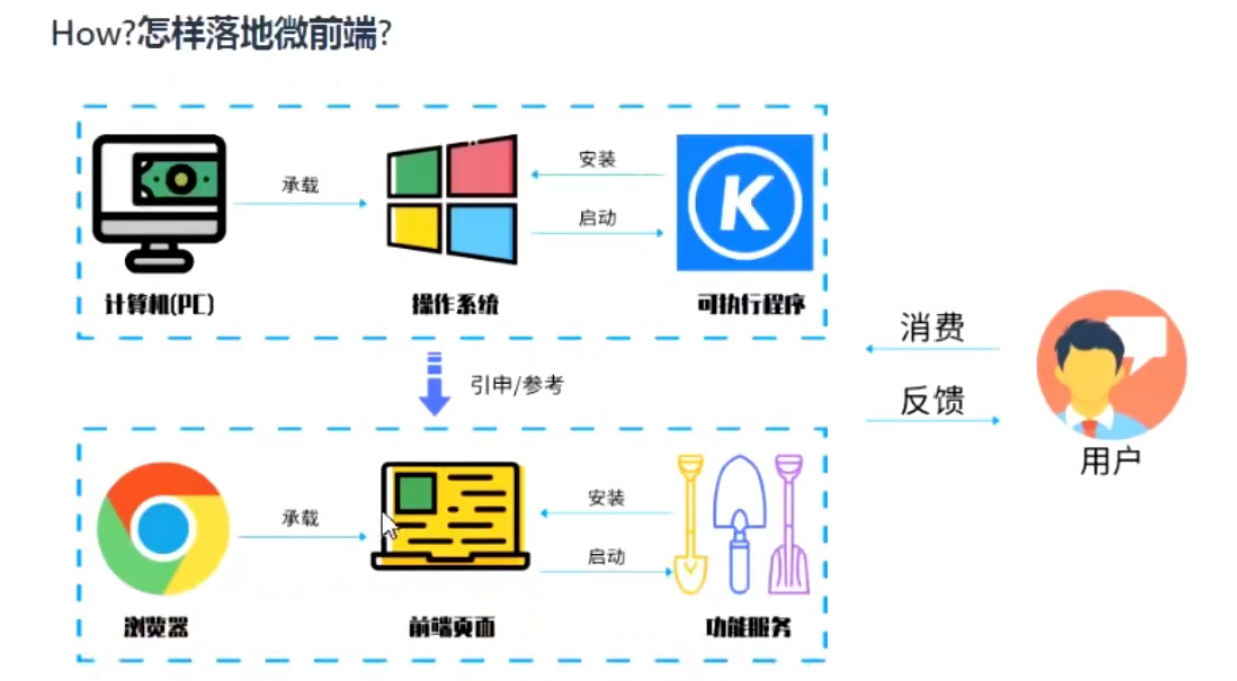 How?怎样落地微前端?
承载
安装
启动
K
计算机(PC)
操作系统
可执行程序
引申/参考
消费
反馈
用户
承载
安装
启动
浏览器
前端页面
功能服务